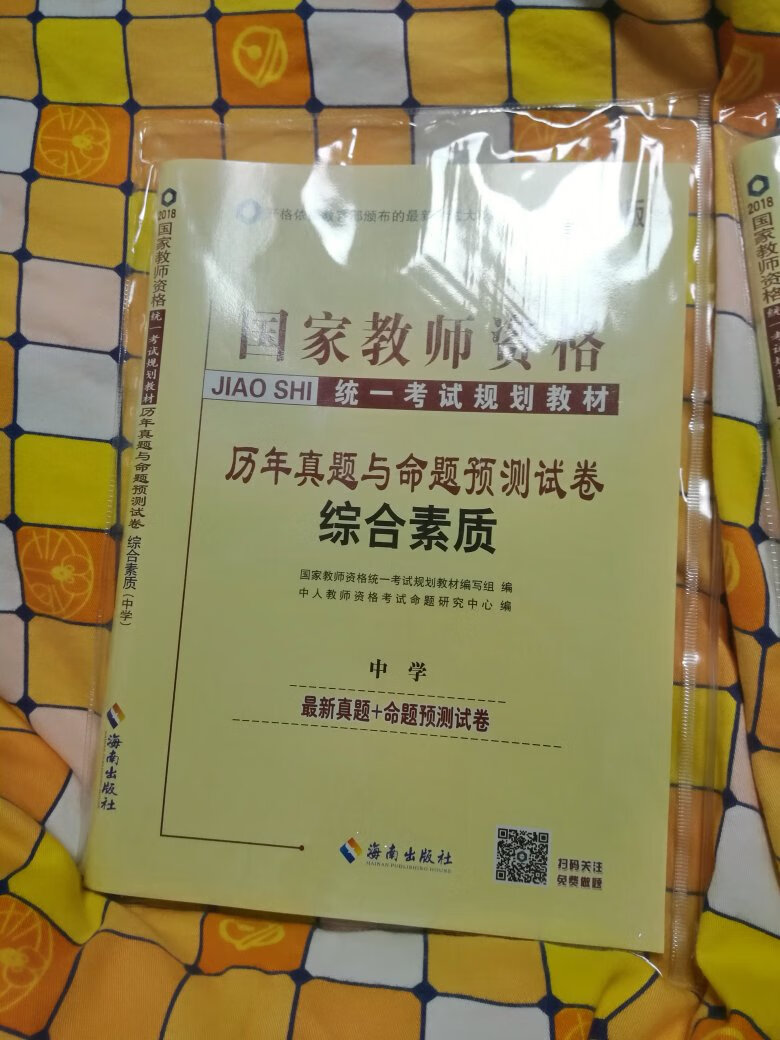 2018
国家教师资格
统一考试规划教材
历年真题与命题预测试卷
综合素质(中学)
海南出版社
版
国家教师资格
JIAO SHI
统一考试规划教材
历年真题与命题预测试卷
综合素质
国家教师资格统一考试规划教材编写组 编
中人教师资格考试命题研究中心 编
中学
最新真题+命题预测试卷
海南出版社
HAINAN PUBLISHING HOUSE
扫码关注
免费做题
2018
国家教师资格